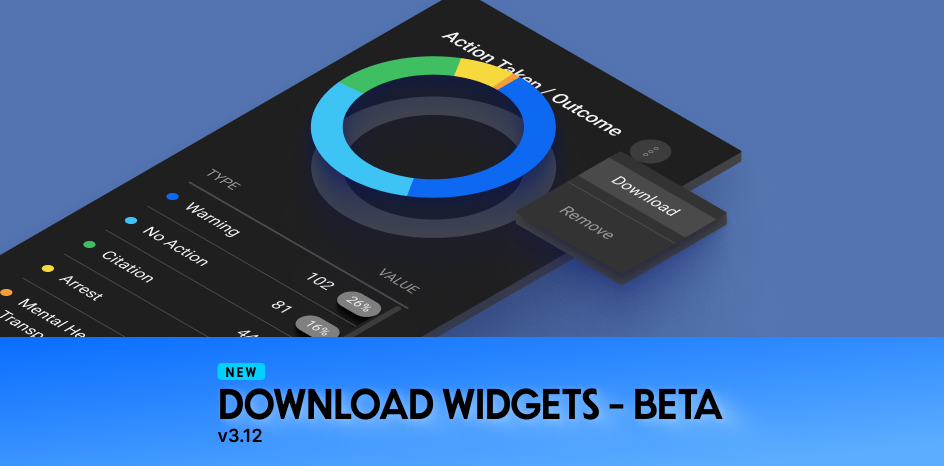 Action Taken / Outcome
Download
Remove
TYPE
VALUE
Warning
102
26%
No Action
81
16%
Citation
Arrest
NEW
DOWNLOAD WIDGETS - BETA
v3.12